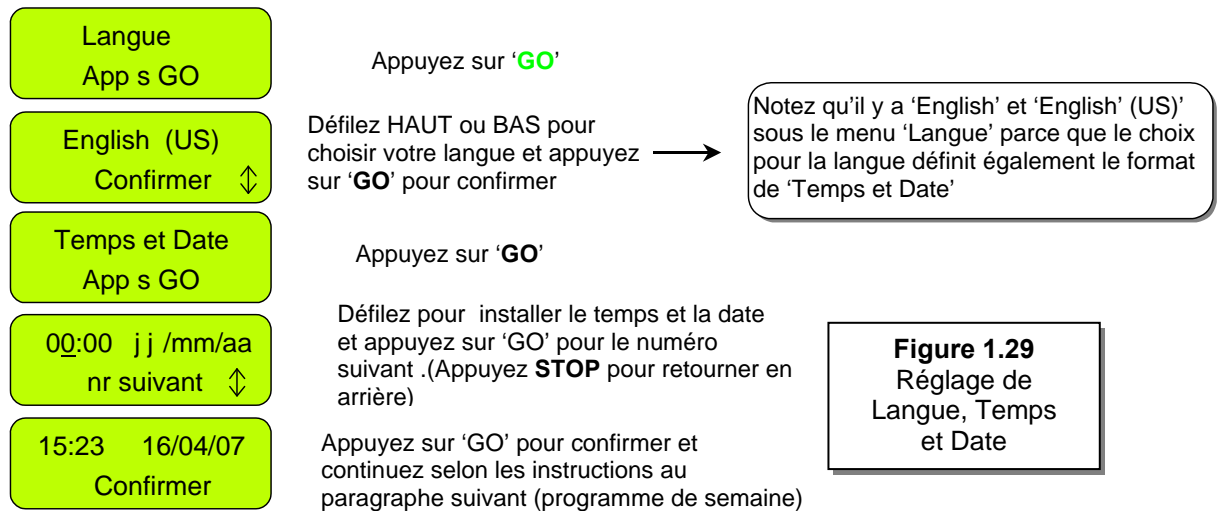 Langue
App s GO
Appuyez sur ‘GO’
English (US)
Confirmer ↕
Défilez HAUT ou BAS pour
choisir votre langue et appuyez
sur ‘GO’ pour confirmer
Notez qu'il y a ‘English’ et ‘English’ (US)’
sous le menu ‘Langue’ parce que le choix
pour la langue définit également le format
de ‘Temps et Date’
Temps et Date
App s GO
Appuyez sur ‘GO’
00:00 j j /mm/aa
nr suivant ↕
Défilez pour installer le temps et la date
et appuyez sur ‘GO’ pour le numéro
suivant .(Appuyez STOP pour retourner en
arrière)
15:23 16/04/07
Confirmer
Appuyez sur ‘GO’ pour confirmer et
continuez selon les instructions au
paragraphe suivant (programme de semaine)
Figure 1.29
Réglage de
Langue, Temps
et Date